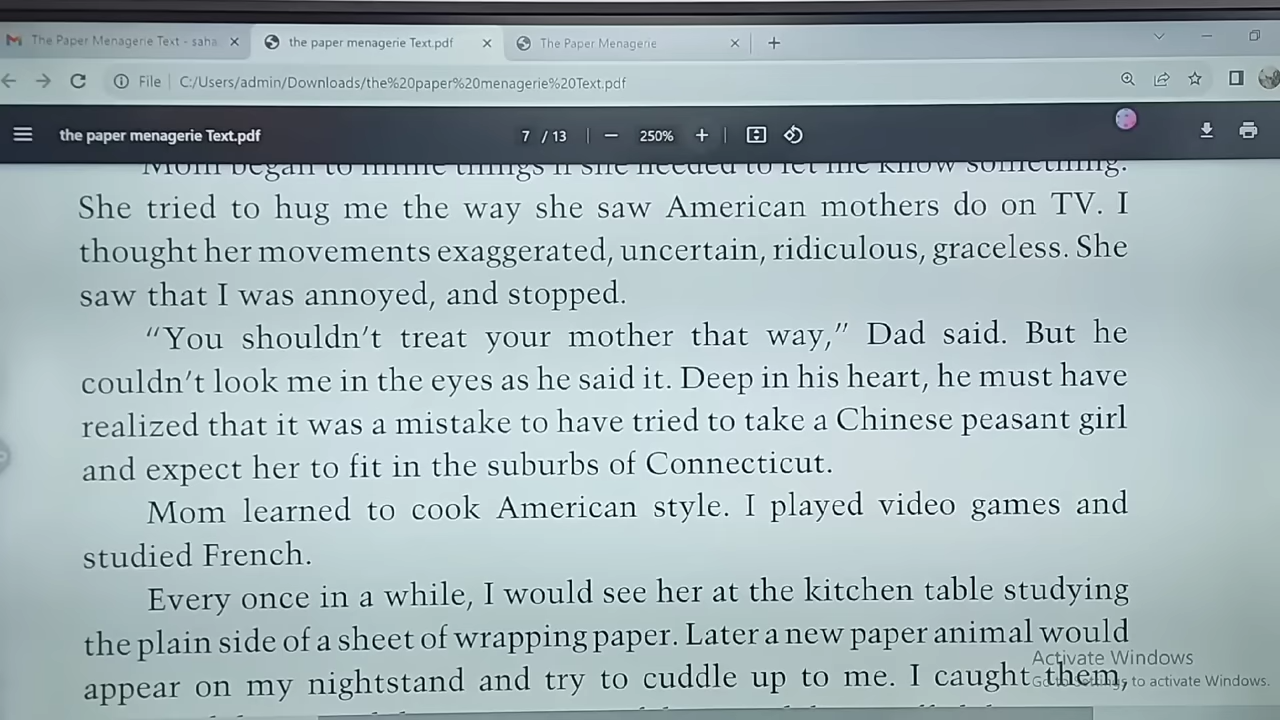 The Paper Menagerie Text - saha
the paper menagerie Text.pdf
The Paper Menagerie
File
C:/Users/admin/Downloads/the%20paper%20menagerie%20Text.pdf
the paper menagerie Text.pdf
7 / 13
250%
Mom began to mime things if she needed to let me know something.
She tried to hug me the way she saw American mothers do on TV. I
thought her movements exaggerated, uncertain, ridiculous, graceless. She
saw that I was annoyed, and stopped.
“You shouldn’t treat your mother that way,” Dad said. But he
couldn’t look me in the eyes as he said it. Deep in his heart, he must have
realized that it was a mistake to have tried to take a Chinese peasant girl
and expect her to fit in the suburbs of Connecticut.
Mom learned to cook American style. I played video games and
studied French.
Every once in a while, I would see her at the kitchen table studying
the plain side of a sheet of wrapping paper. Later a new paper animal would
appear on my nightstand and try to cuddle up to me. I caught them,
Activate Windows
Go to Settings to activate Windows.